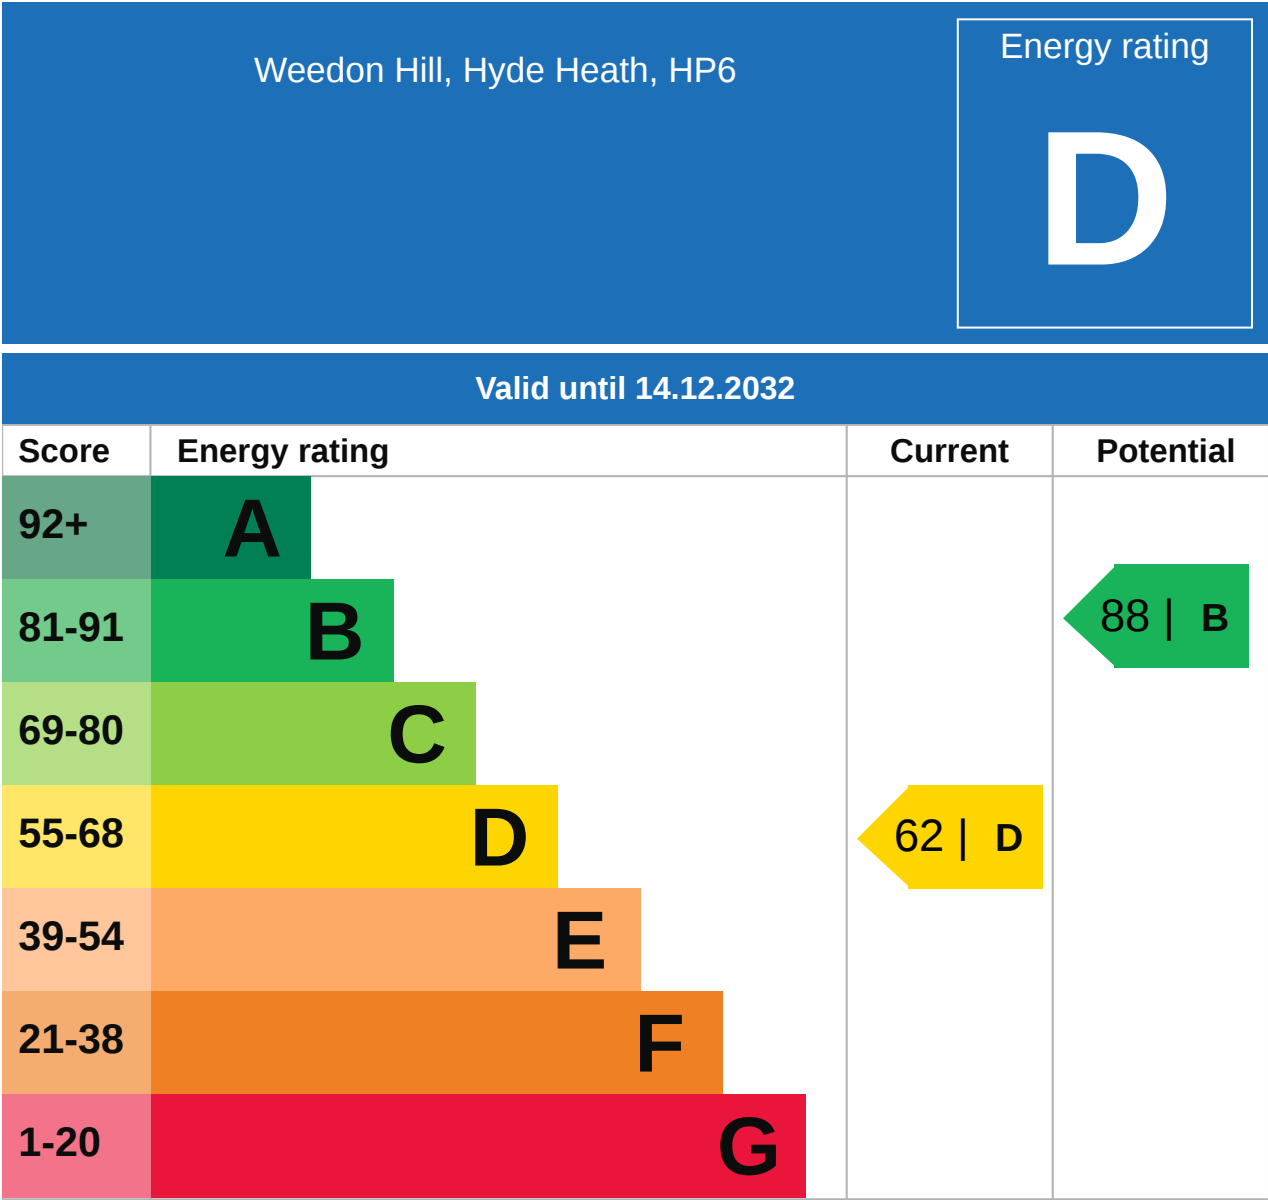 Weedon Hill, Hyde Heath, HP6
Energy rating
D
Valid until 14.12.2032
Score Energy rating Current Potential
92+ A
81-91 B
88 | B
69-80 C
55-68 D
62 | D
39-54 E
21-38 F
1-20 G